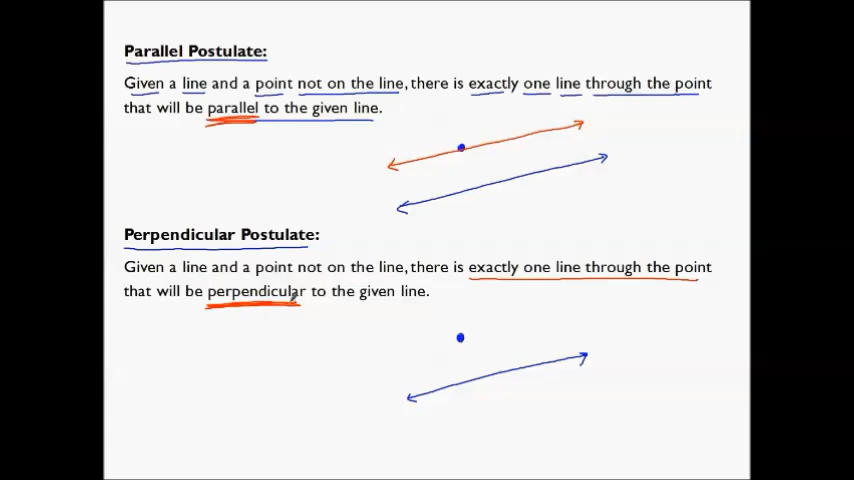 Parallel Postulate:
Given a line and a point not on the line, there is exactly one line through the point
that will be parallel to the given line.
Perpendicular Postulate:
Given a line and a point not on the line, there is exactly one line through the point
that will be perpendicular to the given line.